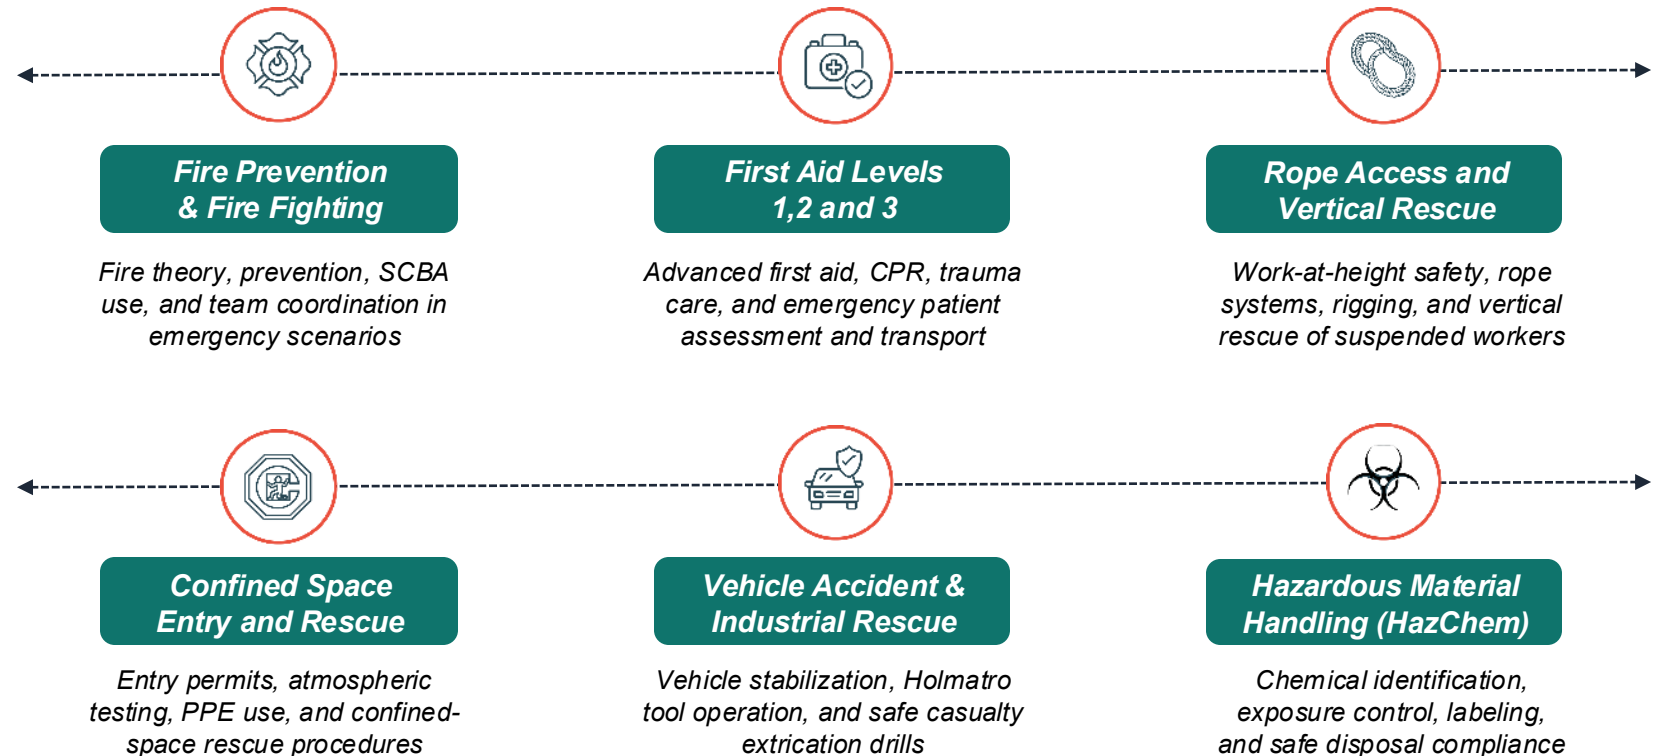 Fire Prevention
& Fire Fighting
Fire theory, prevention, SCBA
use, and team coordination in
emergency scenarios
First Aid Levels
1,2 and 3
Advanced first aid, CPR, trauma
care, and emergency patient
assessment and transport
Rope Access and
Vertical Rescue
Work-at-height safety, rope
systems, rigging, and vertical
rescue of suspended workers
Confined Space
Entry and Rescue
Entry permits, atmospheric
testing, PPE use, and confined-
space rescue procedures
Vehicle Accident &
Industrial Rescue
Vehicle stabilization, Holmatro
tool operation, and safe casualty
extrication drills
Hazardous Material
Handling (HazChem)
Chemical identification,
exposure control, labeling,
and safe disposal compliance